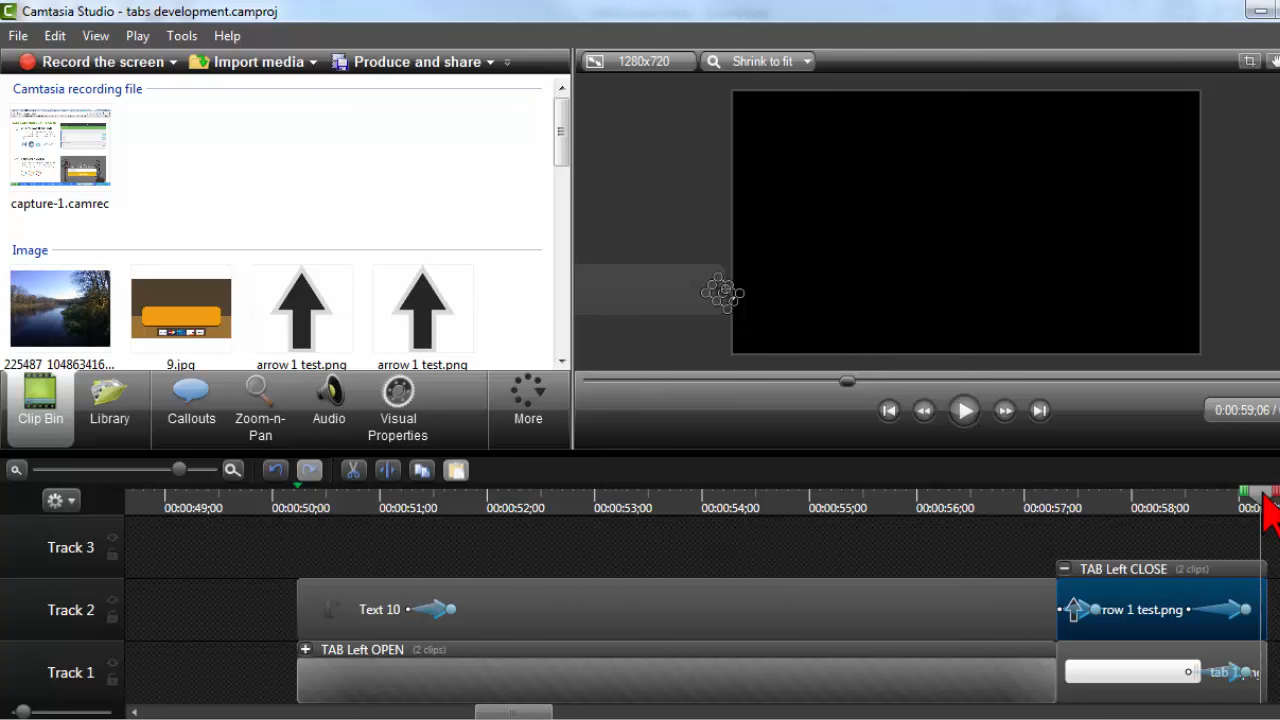 Camtasia Studio - tabs development.camproj
File Edit View Play Tools Help
Record the screen Import media Produce and share
1280x720 Shrink to fit
Camtasia recording file
capture-1.camrec
Image
225487_104863416... 9.jpg arrow 1 test.png arrow 1 test.png
Clip Bin Library Callouts Zoom-n-Pan Audio Visual Properties More
0:00:59;06 /
00:00:49;00 00:00:50;00 00:00:51;00 00:00:52;00 00:00:53;00 00:00:54;00 00:00:55;00 00:00:56;00 00:00:57;00 00:00:58;00
Track 3
TAB Left CLOSE (2 clips)
Track 2 Text 10 rrow 1 test.png
TAB Left OPEN (2 clips)
Track 1 tab 1